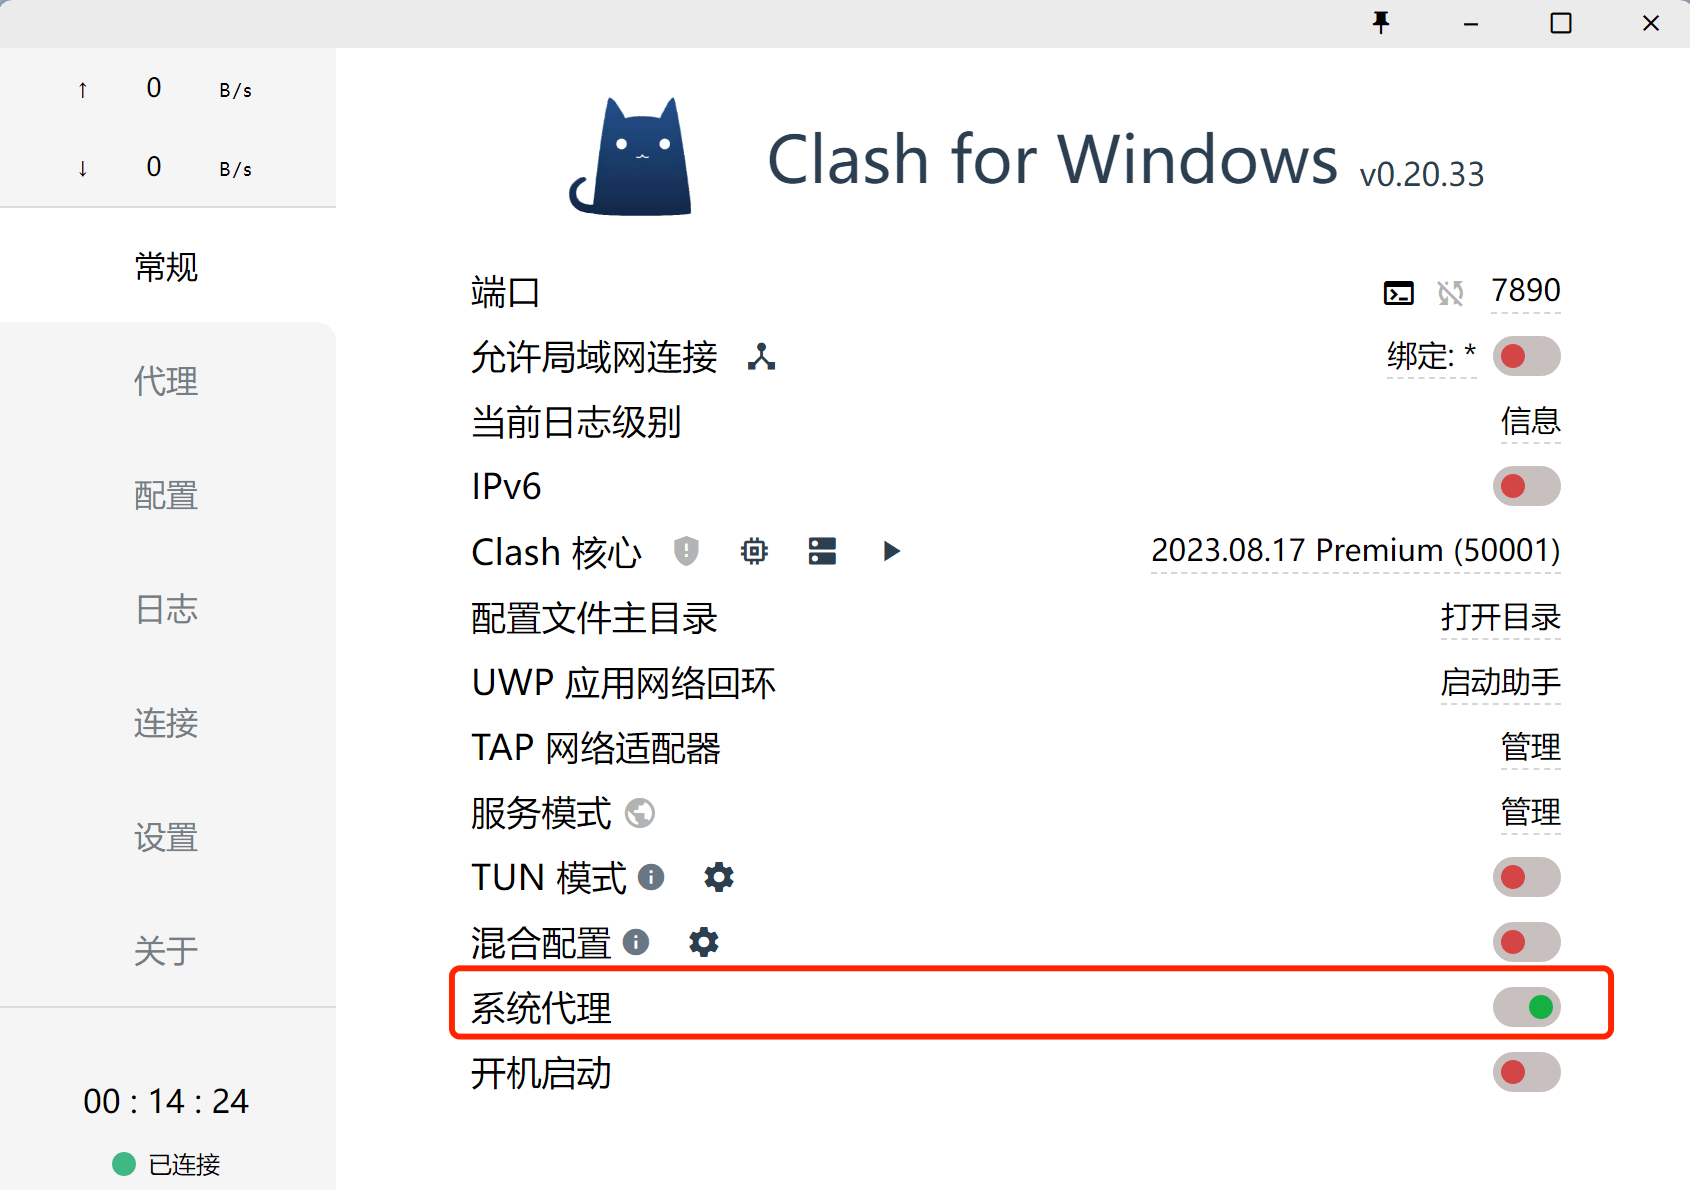 ↑ 0 B/s
↓ 0 B/s
常规
代理
配置
日志
连接
设置
关于
00 : 14 : 24
已连接
Clash for Windows v0.20.33
端口 7890
允许局域网连接 绑定: *
当前日志级别 信息
IPv6
Clash 核心 2023.08.17 Premium (50001)
配置文件主目录 打开目录
UWP 应用网络回环 启动助手
TAP 网络适配器 管理
服务模式 管理
TUN 模式
混合配置
系统代理
开机启动